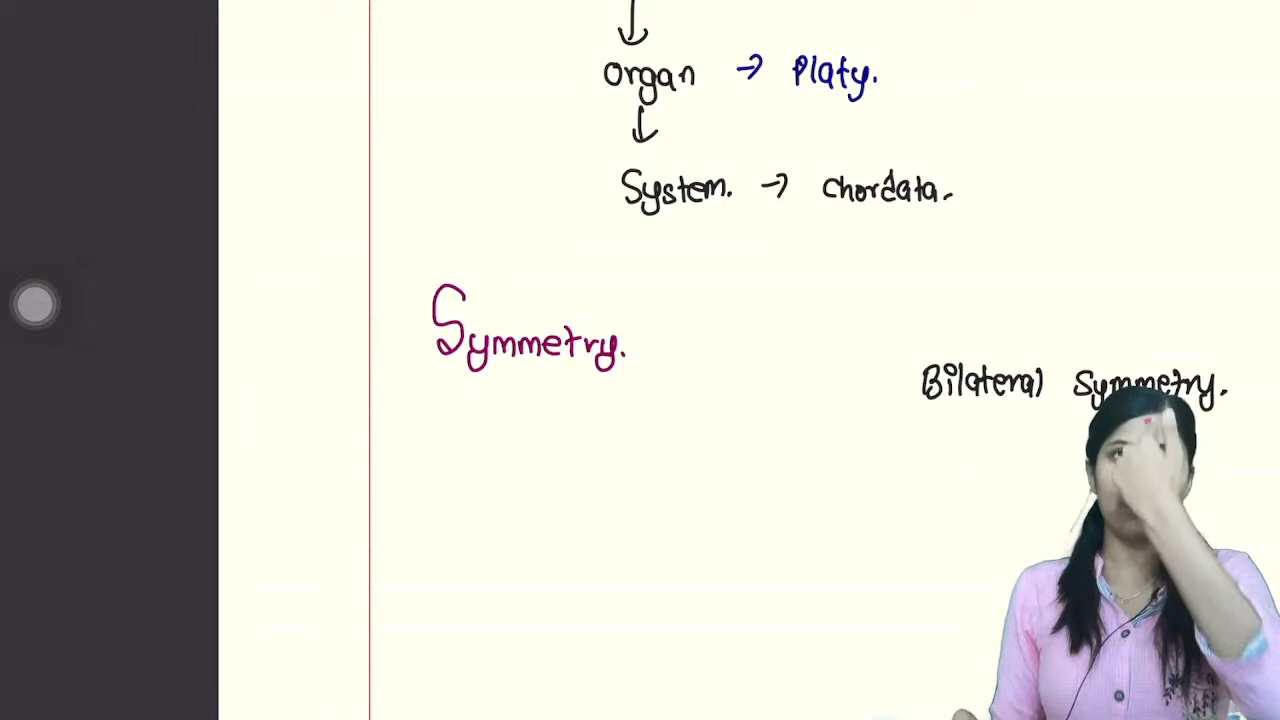 Organ → Platy.
System. → Chordata.
Symmetry.
Bilateral Symmetry.